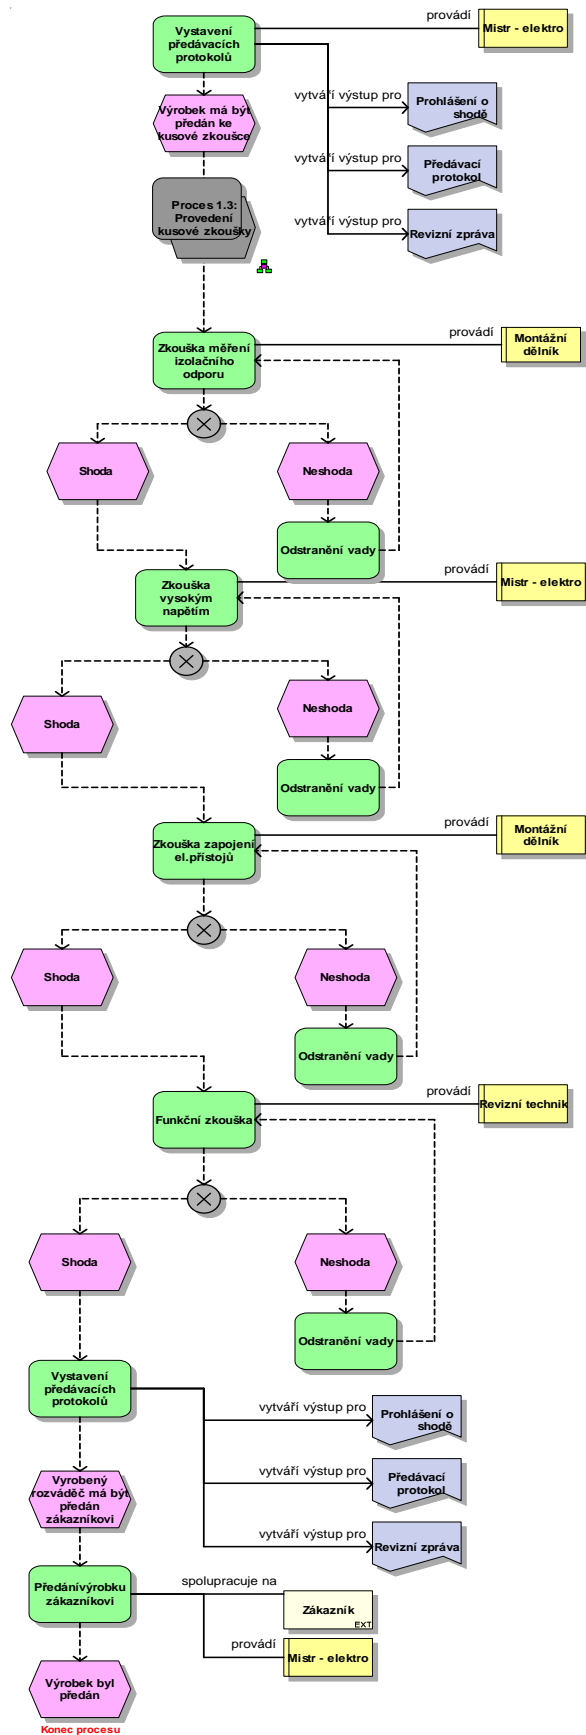 provádí
Vystavení
předávacích
protokolů
Mistr - elektro
vytváří výstup pro
Prohlášení o
shodě
Výrobek má být
předán ke
kusové zkoušce
vytváří výstup pro
Předávací
protokol
Proces 1.3:
Provedení
kusové zkoušky
vytváří výstup pro
Revizní zpráva
provádí
Zkouška měření
izolačního
odporu
Montážní
dělník
Shoda
Neshoda
Odstranění vady
provádí
Zkouška
vysokým
napětím
Mistr - elektro
Shoda
Neshoda
Odstranění vady
provádí
Zkouška zapojení
el.přístojů
Montážní
dělník
Shoda
Neshoda
Odstranění vady
provádí
Funkční zkouška
Revizní technik
Shoda
Neshoda
Odstranění vady
Vystavení
předávacích
protokolů
vytváří výstup pro
Prohlášení o
shodě
vytváří výstup pro
Předávací
protokol
Vyrobený
rozváděč má být
předán
zákazníkovi
vytváří výstup pro
Revizní zpráva
Předánívýrobku
zákazníkovi
spolupracuje na
Zákazník
EXT
provádí
Mistr - elektro
Výrobek byl
předán
Konec procesu